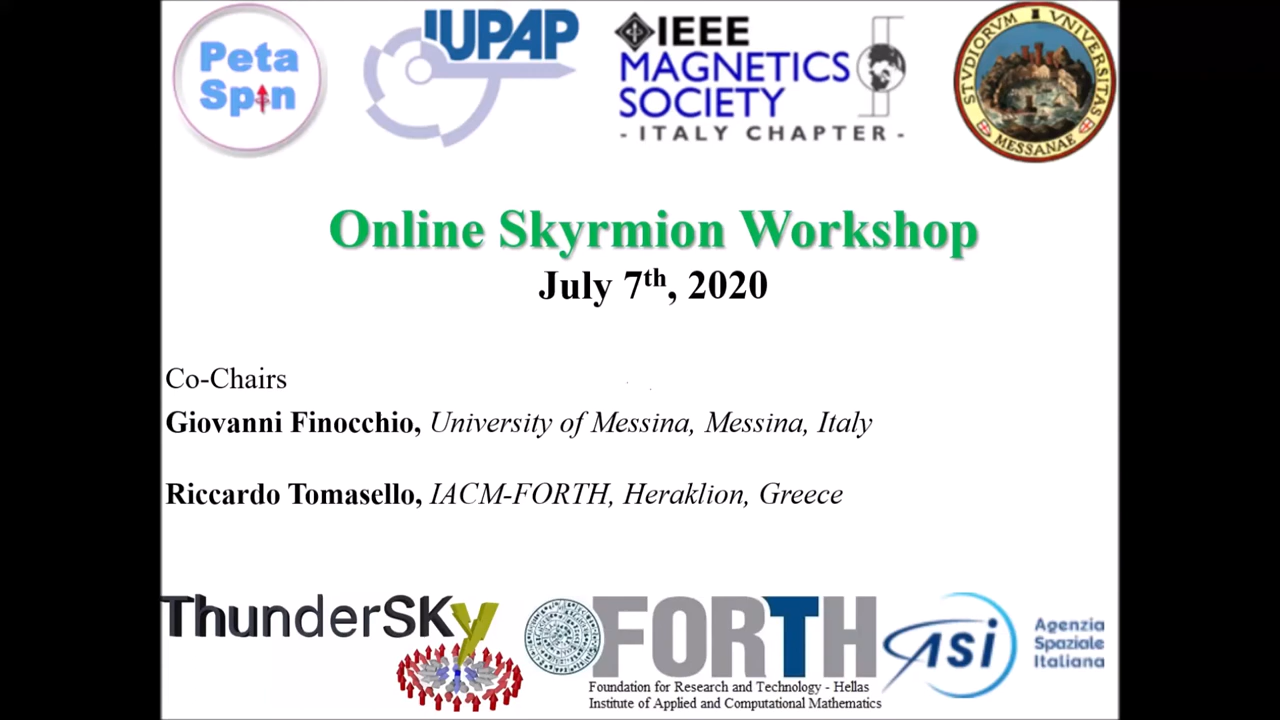 Peta
Spin
IUPAP
IEEE
MAGNETICS
SOCIETY
- ITALY CHAPTER -
STVDIORVM VNIVERSITAS
MESSANAE
Online Skyrmion Workshop
July 7th, 2020
Co-Chairs
Giovanni Finocchio, University of Messina, Messina, Italy
Riccardo Tomasello, IACM-FORTH, Heraklion, Greece
ThunderSKy
FORTH
Foundation for Research and Technology - Hellas
Institute of Applied and Computational Mathematics
ASI
Agenzia
Spaziale
Italiana